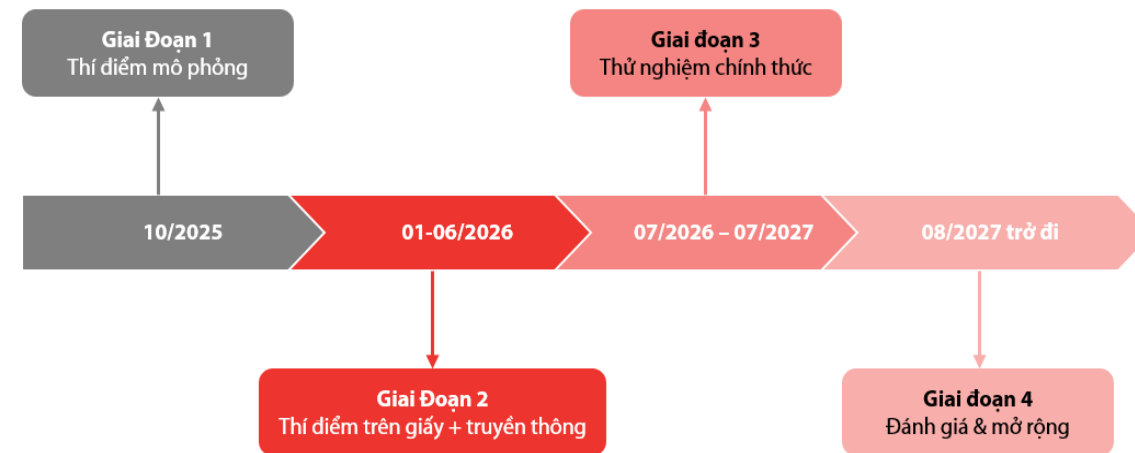 Giai Đoạn 1
Thí điểm mô phỏng
Giai đoạn 3
Thử nghiệm chính thức
10/2025
01-06/2026
07/2026 – 07/2027
08/2027 trở đi
Giai Đoạn 2
Thí điểm trên giấy + truyền thông
Giai đoạn 4
Đánh giá & mở rộng